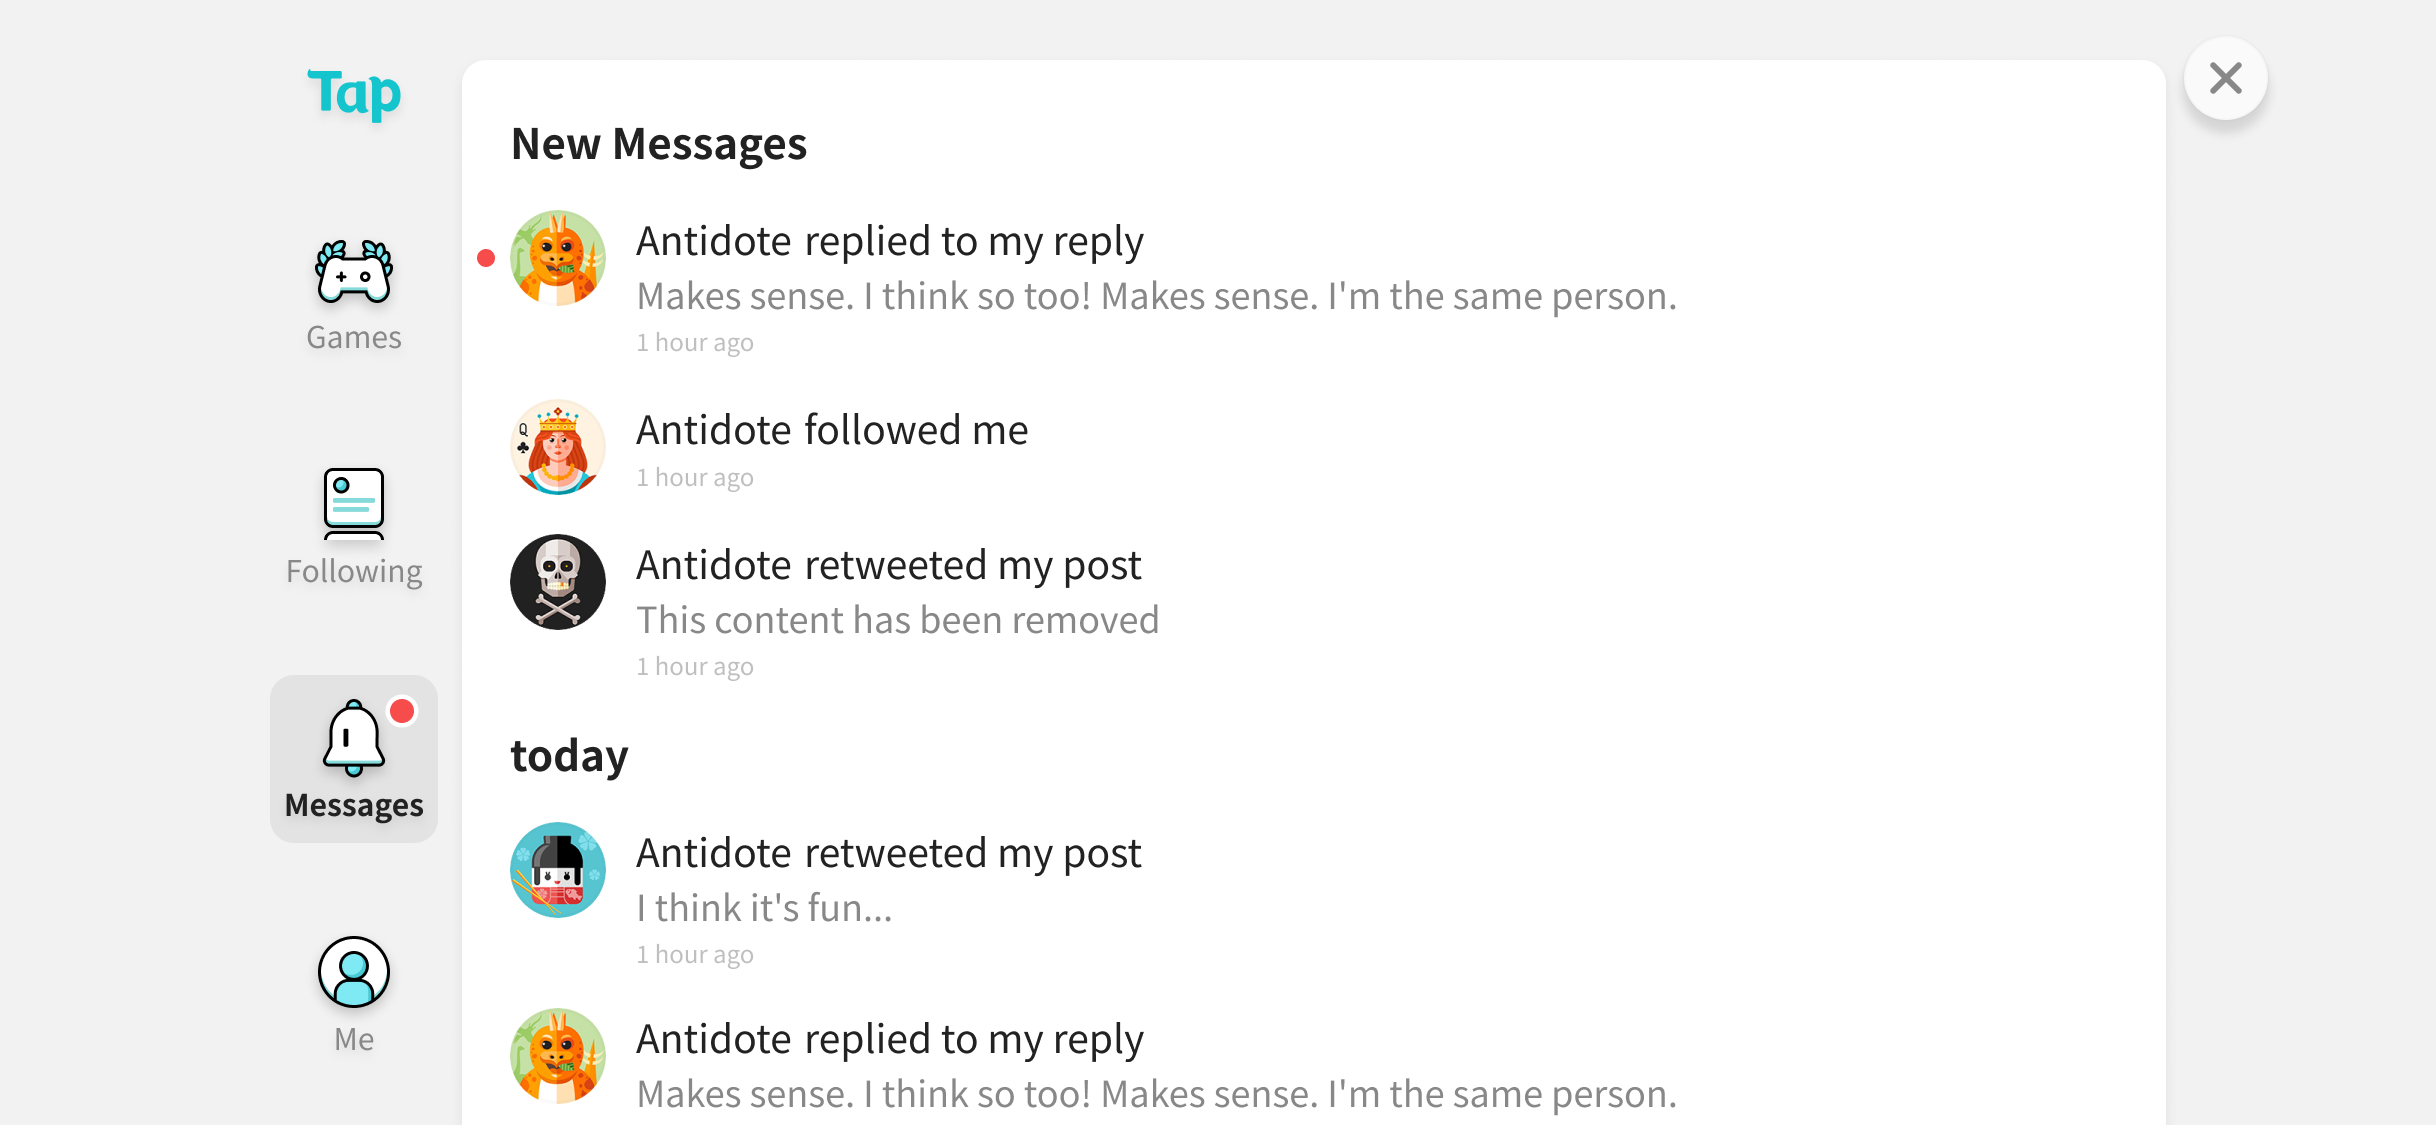 Tap
Games
Following
Messages
Me
New Messages
Antidote replied to my reply
Makes sense. I think so too! Makes sense. I'm the same person.
1 hour ago
Q
Antidote followed me
1 hour ago
Antidote retweeted my post
This content has been removed
1 hour ago
today
Antidote retweeted my post
I think it's fun...
1 hour ago
Antidote replied to my reply
Makes sense. I think so too! Makes sense. I'm the same person.